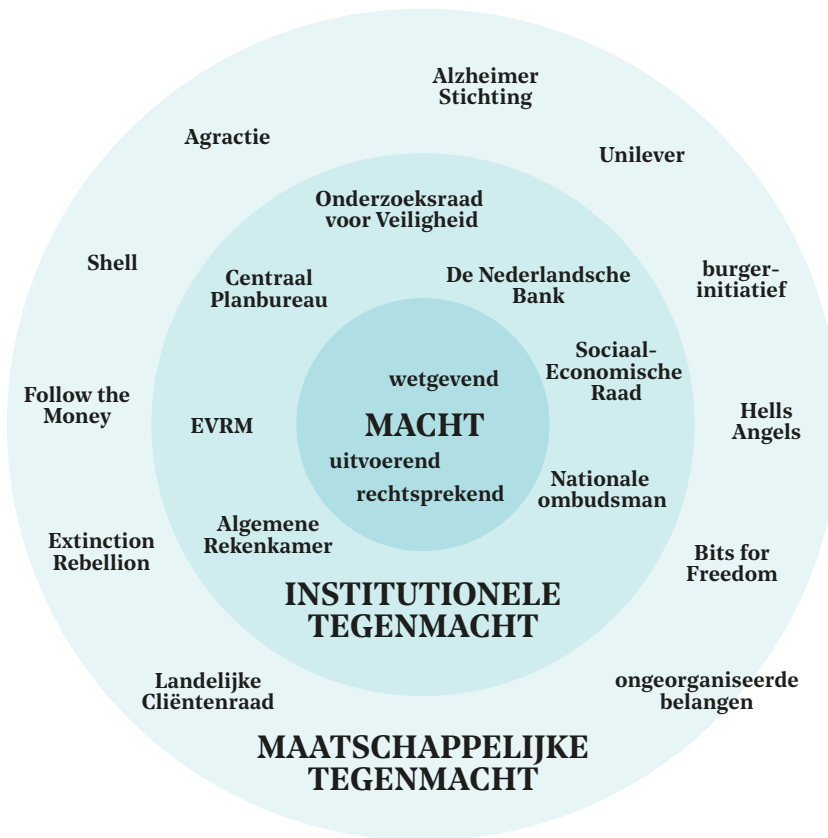 Alzheimer
Stichting
Agractie
Unilever
Onderzoeksraad
voor Veiligheid
Shell
Centraal
Planbureau
De Nederlandsche
Bank
burger-
initiatief
wetgevend
Sociaal-
Economische
Raad
Follow the
Money
EVRM
MACHT
Hells
Angels
uitvoerend
rechtsprekend
Nationale
ombudsman
Algemene
Rekenkamer
Extinction
Rebellion
Bits for
Freedom
INSTITUTIONELE
TEGENMACHT
Landelijke
Cliëntenraad
ongeorganiseerde
belangen
MAATSCHAPPELIJKE
TEGENMACHT